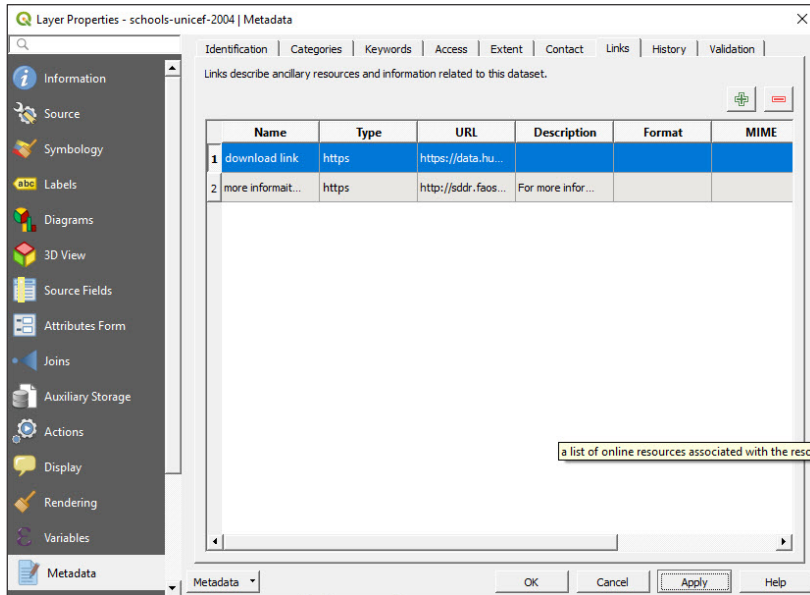 Layer Properties - schools-unicef-2004 | Metadata
Identification Categories Keywords Access Extent Contact Links History Validation
Links describe ancillary resources and information related to this dataset.
Information
Source
Symbology
abc Labels
Diagrams
3D View
Source Fields
Attributes Form
Joins
Auxiliary Storage
Actions
Display
Rendering
Variables
Metadata
Name Type URL Description Format MIME
1 download link https https://data.hu...
2 more informait... https http://sddr.faos... For more infor...
a list of online resources associated with the reso
Metadata OK Cancel Apply Help